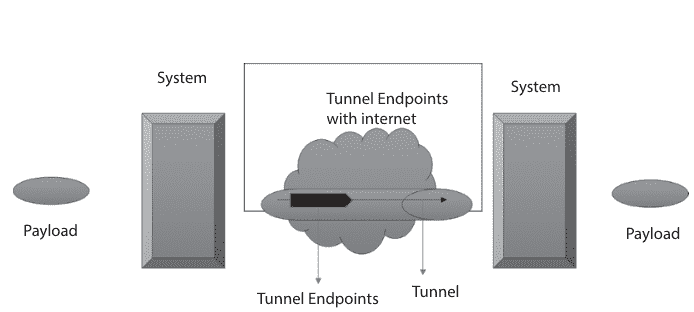 System
System
Tunnel Endpoints
with internet
Payload
Payload
Tunnel Endpoints
Tunnel